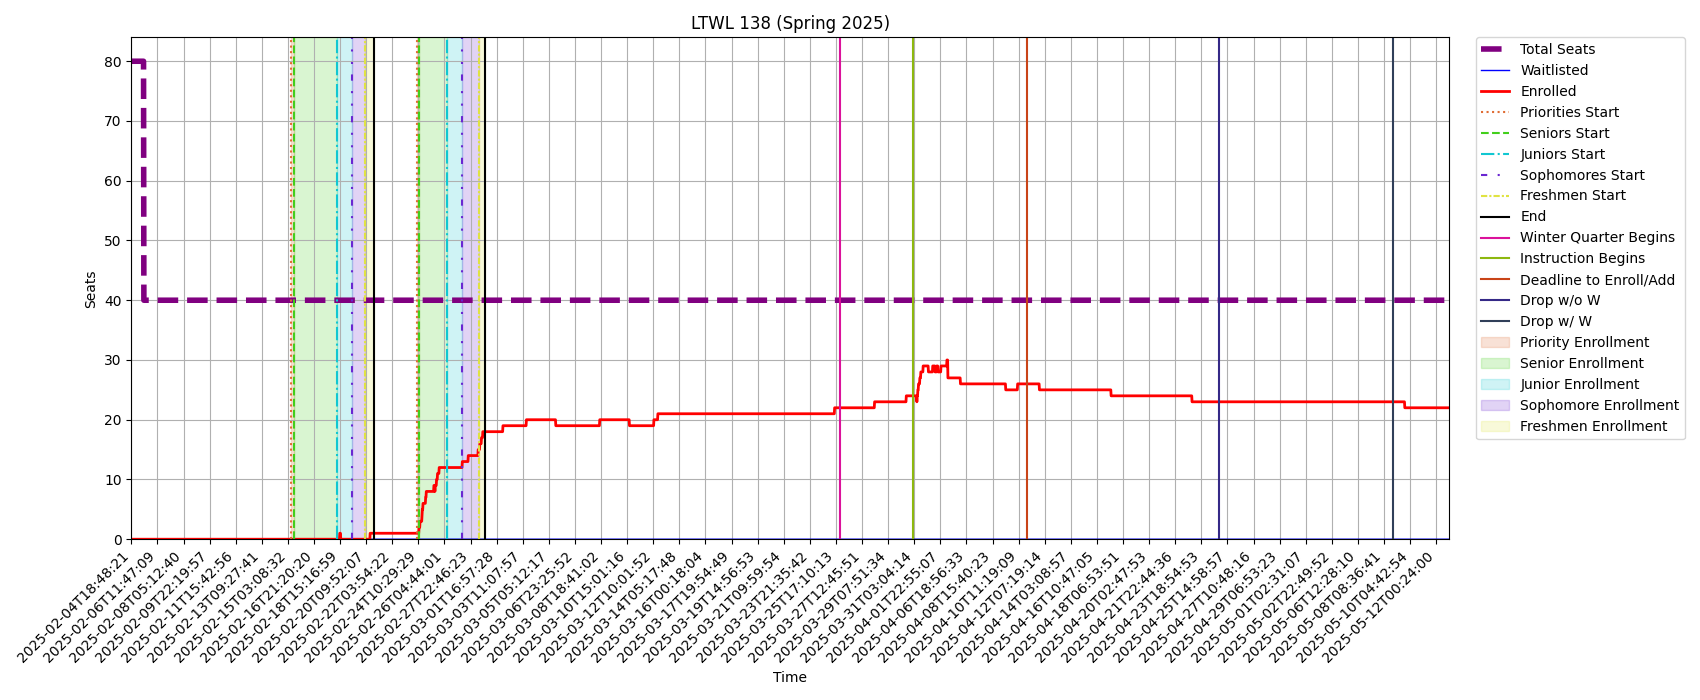 LTWL 138 (Spring 2025)
Seats
80
70
60
50
40
30
20
10
0
2025-02-04T18:48:21
2025-02-06T11:47:09
2025-02-08T05:12:40
2025-02-09T22:19:57
2025-02-11T15:42:56
2025-02-13T09:27:41
2025-02-15T03:08:32
2025-02-16T21:20:20
2025-02-18T15:16:59
2025-02-20T09:52:07
2025-02-22T03:54:22
2025-02-24T10:29:29
2025-02-26T04:44:01
2025-02-27T22:46:23
2025-03-01T16:57:28
2025-03-03T11:07:57
2025-03-05T05:12:17
2025-03-06T23:25:52
2025-03-08T18:41:02
2025-03-10T15:01:16
2025-03-12T10:01:52
2025-03-14T05:17:48
2025-03-16T00:18:04
2025-03-17T19:54:49
2025-03-19T14:56:53
2025-03-21T09:59:54
2025-03-23T21:35:42
2025-03-25T17:10:13
2025-03-27T12:45:51
2025-03-29T07:51:34
2025-03-31T03:04:14
2025-04-01T22:55:07
2025-04-06T18:56:33
2025-04-08T15:40:23
2025-04-10T11:19:09
2025-04-12T07:19:14
2025-04-14T03:08:57
2025-04-16T10:47:05
2025-04-18T06:53:51
2025-04-20T02:47:53
2025-04-21T22:44:36
2025-04-23T18:54:53
2025-04-25T14:58:57
2025-04-27T10:48:16
2025-04-29T06:53:23
2025-05-01T02:31:07
2025-05-02T22:49:52
2025-05-06T12:28:10
2025-05-08T08:36:41
2025-05-10T04:42:54
2025-05-12T00:24:00
Time
Total Seats
Waitlisted
Enrolled
Priorities Start
Seniors Start
Juniors Start
Sophomores Start
Freshmen Start
End
Winter Quarter Begins
Instruction Begins
Deadline to Enroll/Add
Drop w/o W
Drop w/ W
Priority Enrollment
Senior Enrollment
Junior Enrollment
Sophomore Enrollment
Freshmen Enrollment